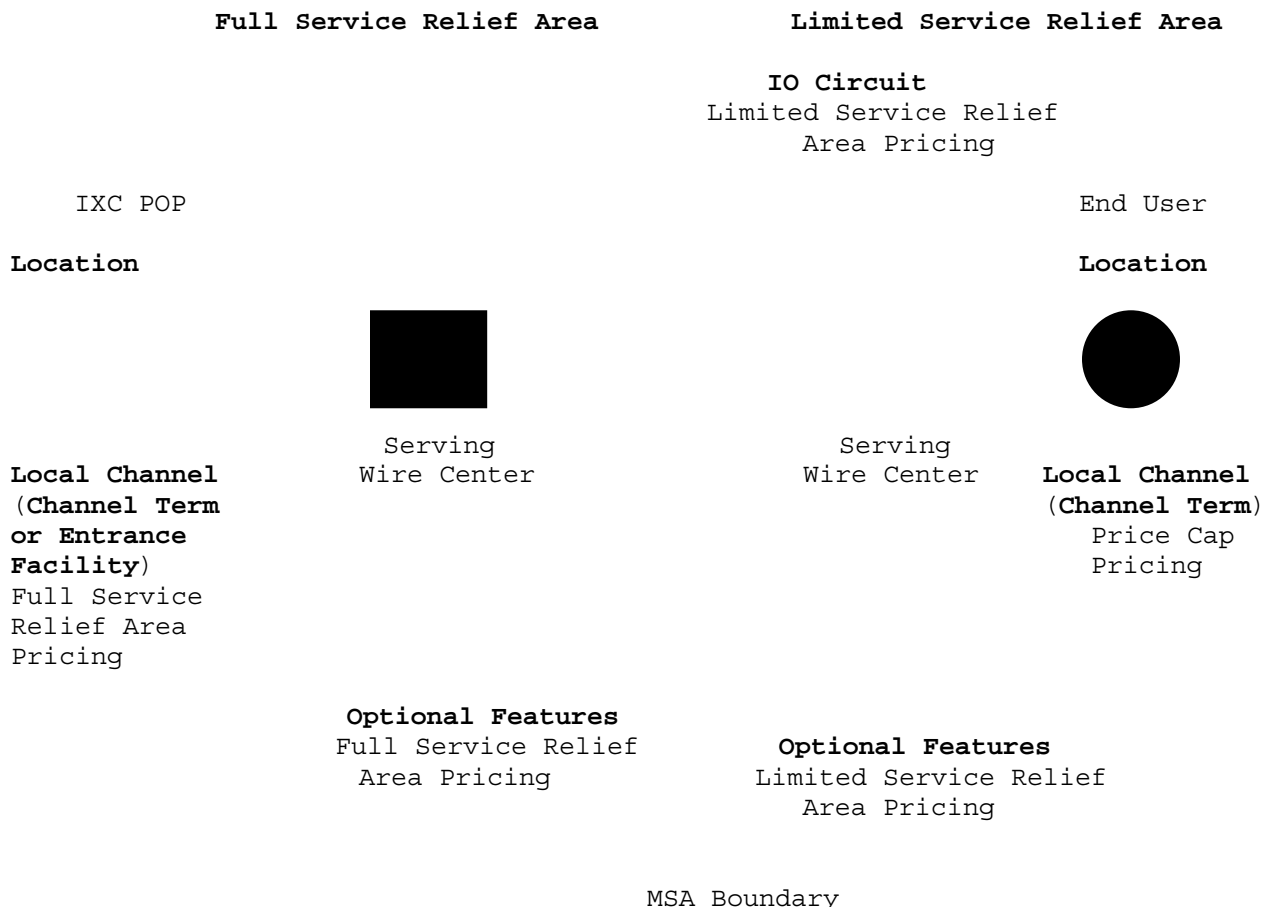 Full Service Relief Area
Limited Service Relief Area
IO Circuit
Limited Service Relief
Area Pricing
IXC POP
End User
Location
Location
Serving
Wire Center
Serving
Wire Center
Local Channel
(Channel Term
or Entrance
Facility)
Full Service
Relief Area
Pricing
Local Channel
(Channel Term)
Price Cap
Pricing
Optional Features
Full Service Relief
Area Pricing
Optional Features
Limited Service Relief
Area Pricing
MSA Boundary